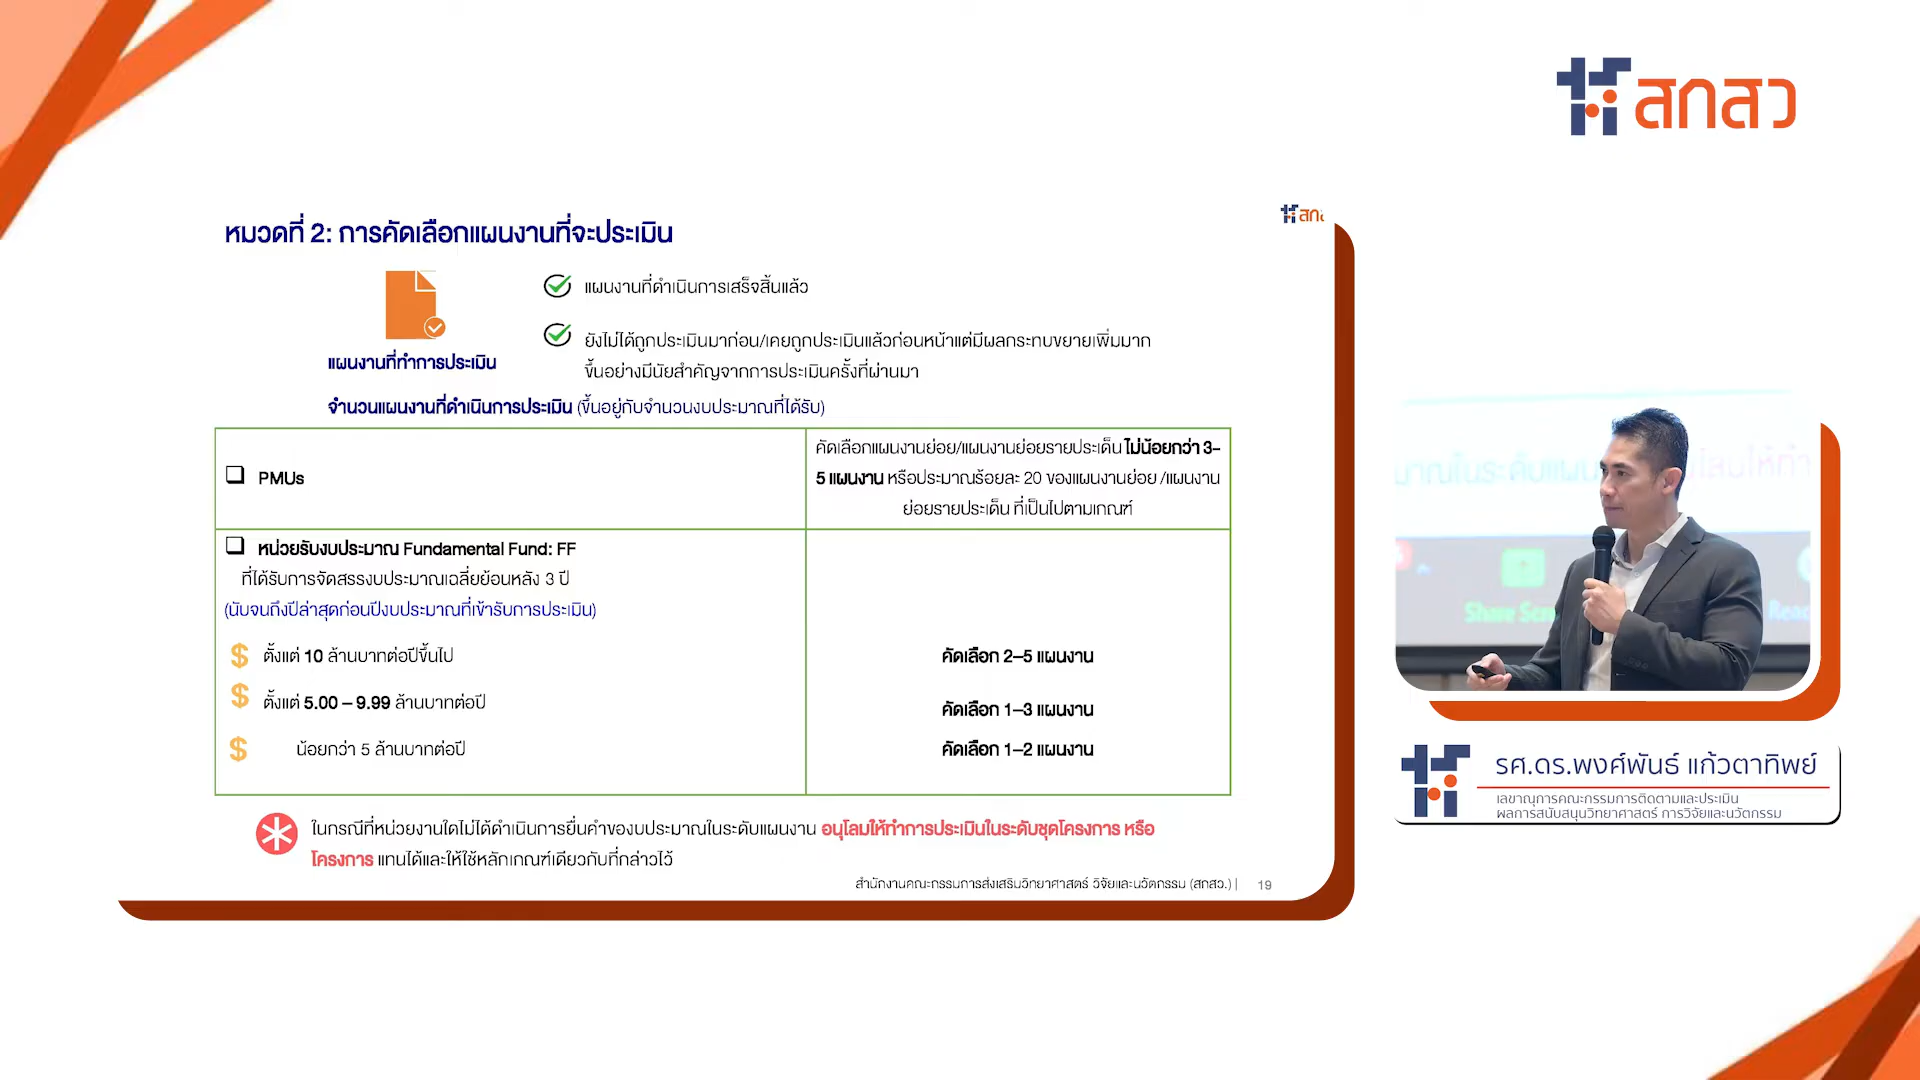 สกสว
สก
หมวดที่ 2: การคัดเลือกแผนงานที่จะประเมิน
แผนงานที่ดำเนินการเสร็จสิ้นแล้ว
ยังไม่ได้ถูกประเมินมาก่อน/เคยถูกประเมินแล้วก่อนหน้าแต่มีผลกระทบขยายเพิ่มมาก
ขึ้นอย่างมีนัยสำคัญจากการประเมินครั้งที่ผ่านมา
แผนงานที่ทำการประเมิน
จำนวนแผนงานที่ดำเนินการประเมิน (ขึ้นอยู่กับจำนวนงบประมาณที่ได้รับ)
PMUs
คัดเลือกแผนงานย่อย/แผนงานย่อยรายประเด็น ไม่น้อยกว่า 3-
5 แผนงาน หรือประมาณร้อยละ 20 ของแผนงานย่อย /แผนงาน
ย่อยรายประเด็น ที่เป็นไปตามเกณฑ์
หน่วยรับงบประมาณ Fundamental Fund: FF
ที่ได้รับการจัดสรรงบประมาณเฉลี่ยย้อนหลัง 3 ปี
(นับจนถึงปีล่าสุดก่อนปีงบประมาณที่เข้ารับการประเมิน)
$ ตั้งแต่ 10 ล้านบาทต่อปีขึ้นไป
คัดเลือก 2–5 แผนงาน
$ ตั้งแต่ 5.00 – 9.99 ล้านบาทต่อปี
คัดเลือก 1–3 แผนงาน
$ น้อยกว่า 5 ล้านบาทต่อปี
คัดเลือก 1–2 แผนงาน
ในกรณีที่หน่วยงานใดไม่ได้ดำเนินการยื่นคำของบประมาณในระดับแผนงาน อนุโลมให้ทำการประเมินในระดับชุดโครงการ หรือ
โครงการ แทนได้และให้ใช้หลักเกณฑ์เดียวกับที่กล่าวไว้
สำนักงานคณะกรรมการส่งเสริมวิทยาศาสตร์ วิจัยและนวัตกรรม (สกสว.) | 19
Share Scre
รศ.ดร.พงศ์พันธ์ แก้วตาทิพย์
เลขานุการคณะกรรมการติดตามและประเมิน
ผลการสนับสนุนวิทยาศาสตร์ การวิจัยและนวัตกรรม